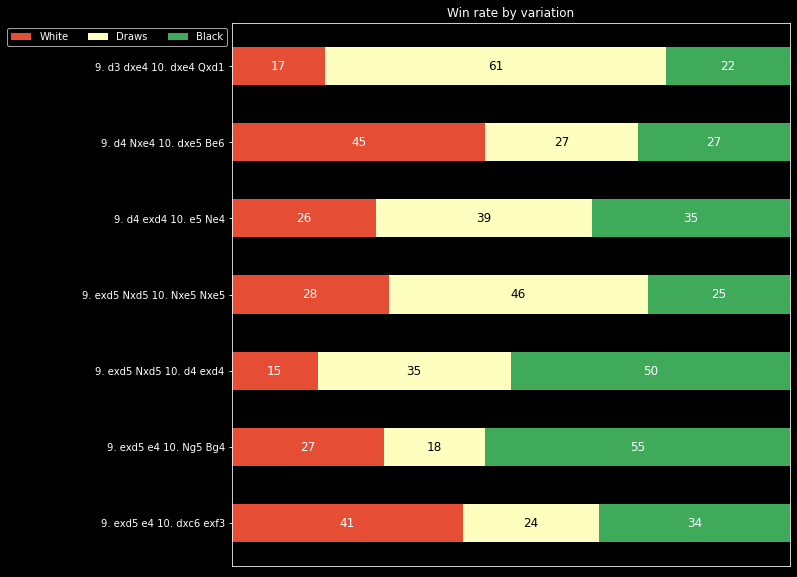 Win rate by variation
White Draws Black
9. d3 dxe4 10. dxe4 Qxd1 17 61 22
9. d4 Nxe4 10. dxe5 Be6 45 27 27
9. d4 exd4 10. e5 Ne4 26 39 35
9. exd5 Nxd5 10. Nxe5 Nxe5 28 46 25
9. exd5 Nxd5 10. d4 exd4 15 35 50
9. exd5 e4 10. Ng5 Bg4 27 18 55
9. exd5 e4 10. dxc6 exf3 41 24 34